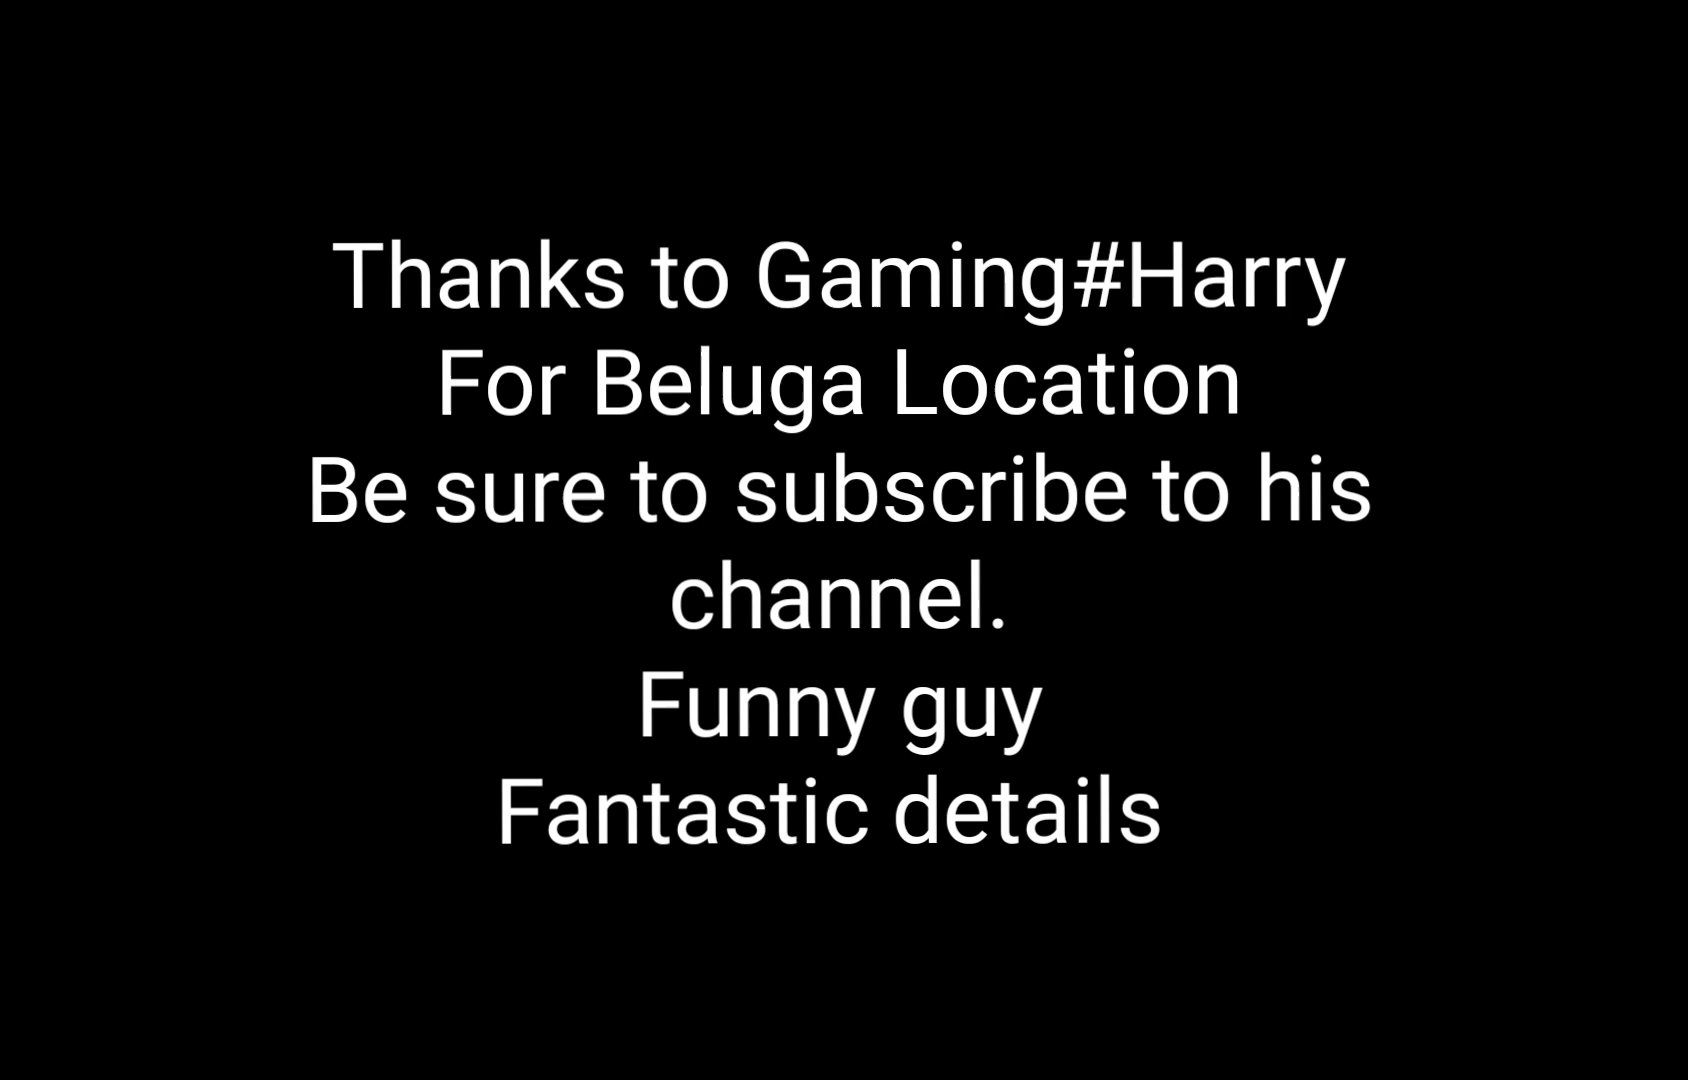 Thanks to Gaming#Harry
For Beluga Location
Be sure to subscribe to his
channel.
Funny guy
Fantastic details